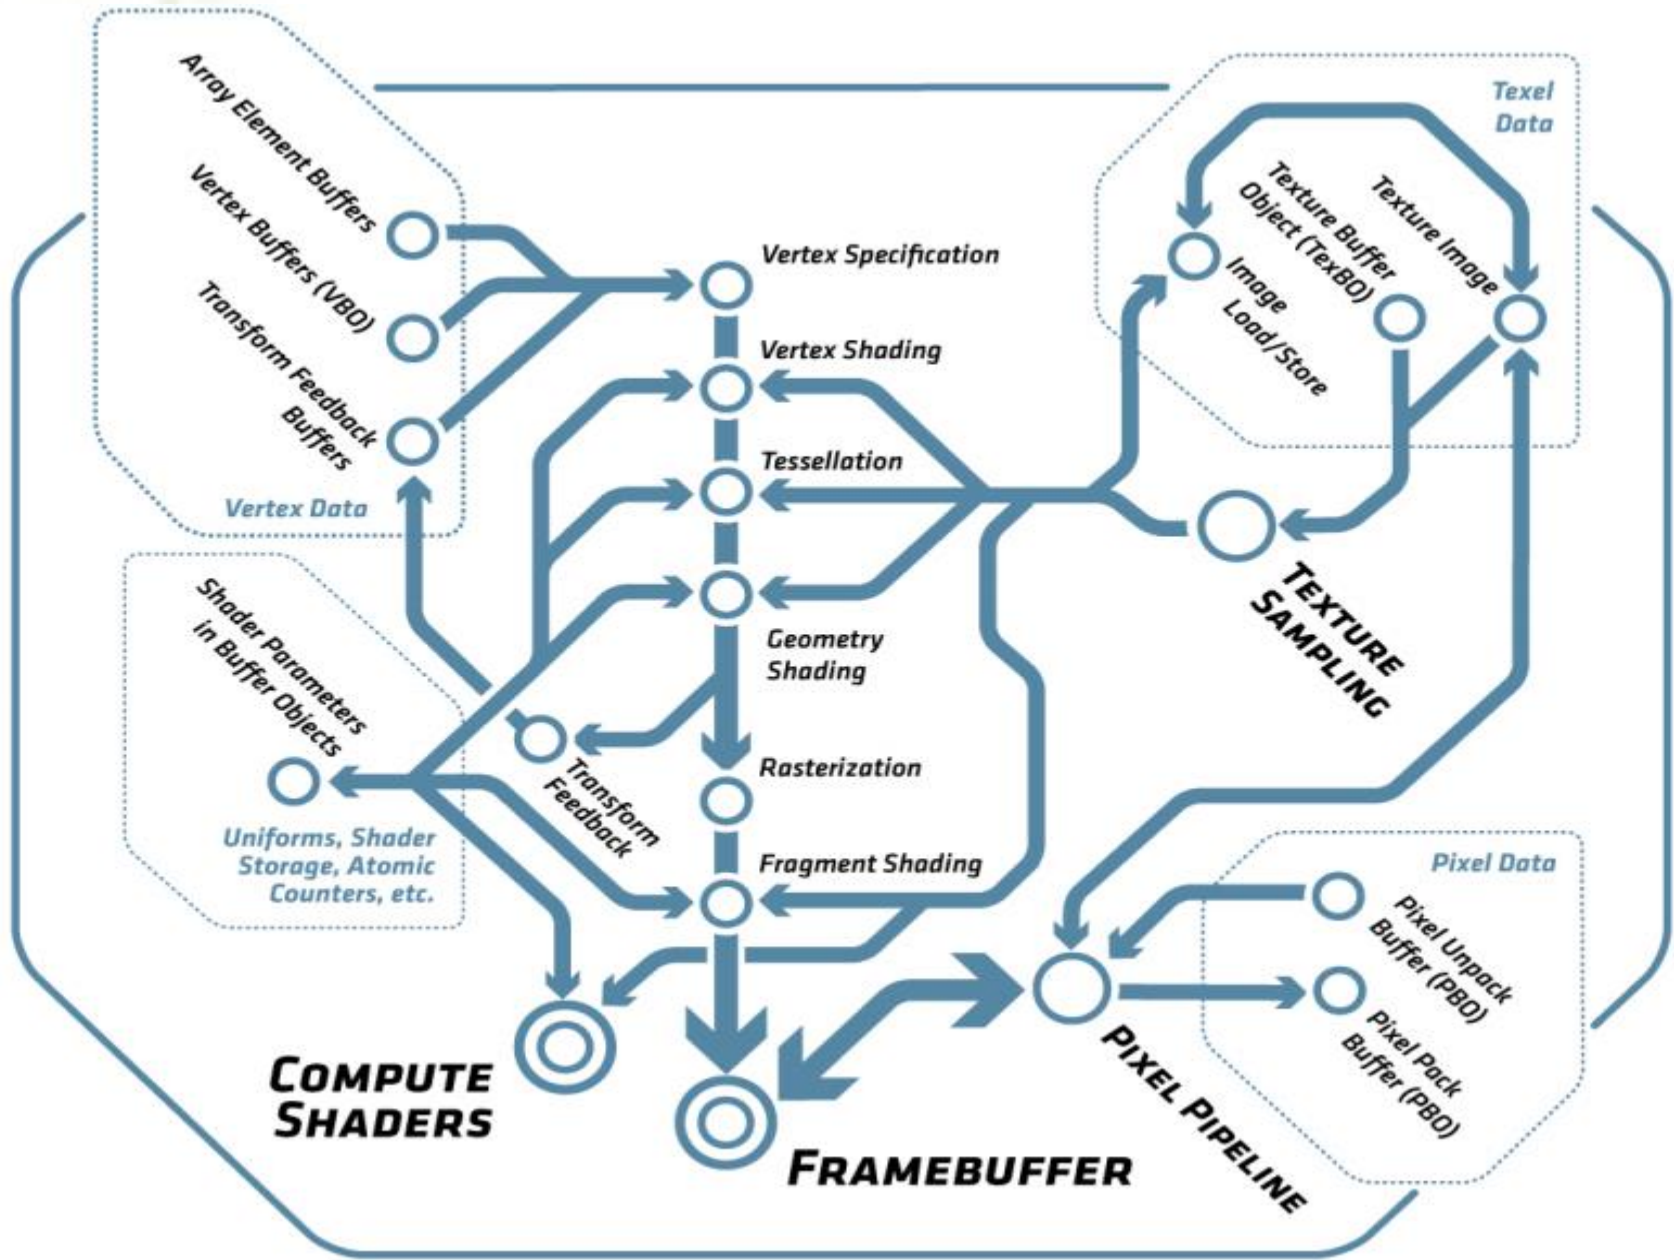 Array Element Buffers
Vertex Buffers (VBO)
Transform Feedback
Buffers
Vertex Data
Shader Parameters
in Buffer Objects
Uniforms, Shader
Storage, Atomic
Counters, etc.
Vertex Specification
Vertex Shading
Tessellation
Geometry
Shading
Transform
Feedback
Rasterization
Fragment Shading
Texel
Data
Texture Image
Texture Buffer
Object (TexBO)
Image
Load/Store
TEXTURE
SAMPLING
Pixel Data
Pixel Unpack
Buffer (PBO)
Pixel Pack
Buffer (PBO)
PIXEL PIPELINE
COMPUTE
SHADERS
FRAMEBUFFER